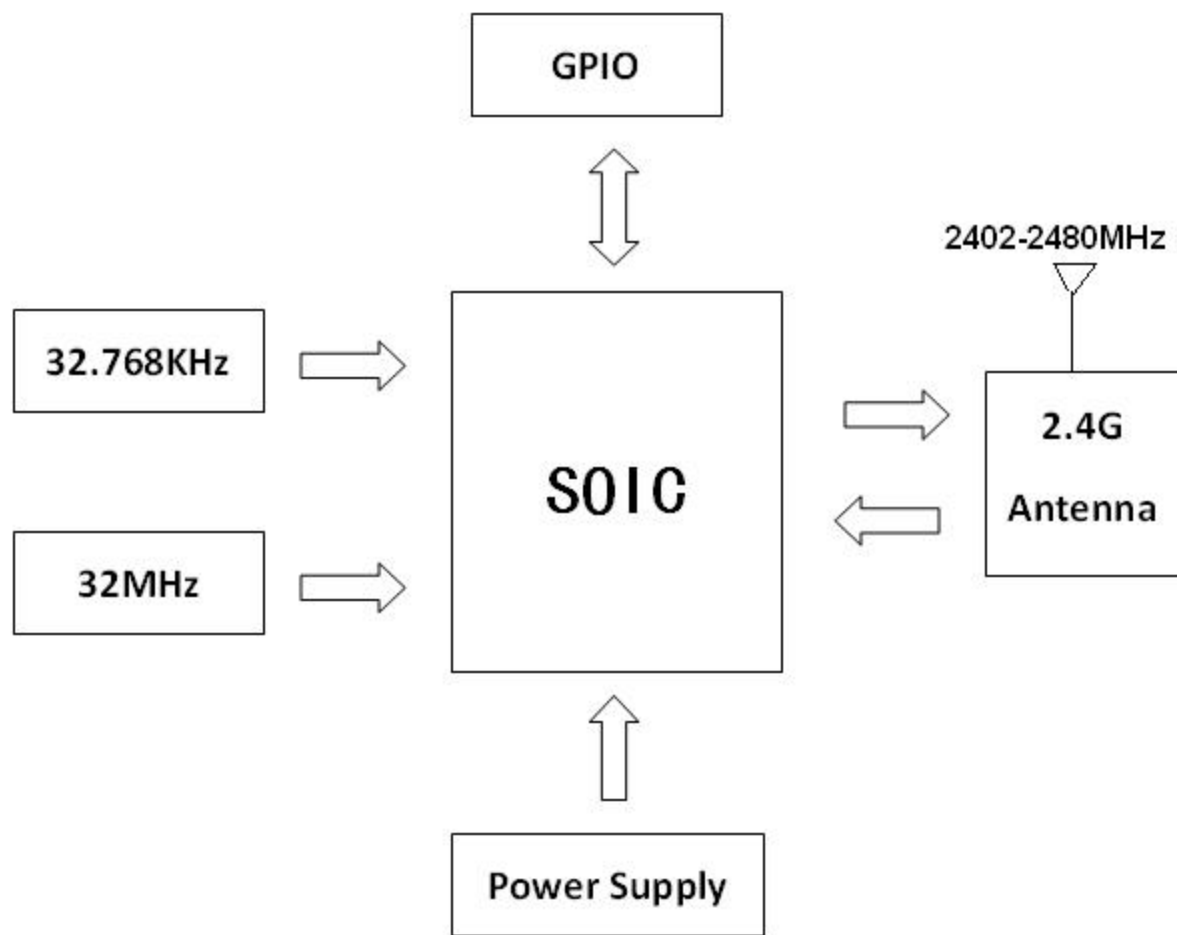 GPIO
2402-2480MHz
32.768KHz
2.4G
Antenna
SOIC
32MHz
Power Supply